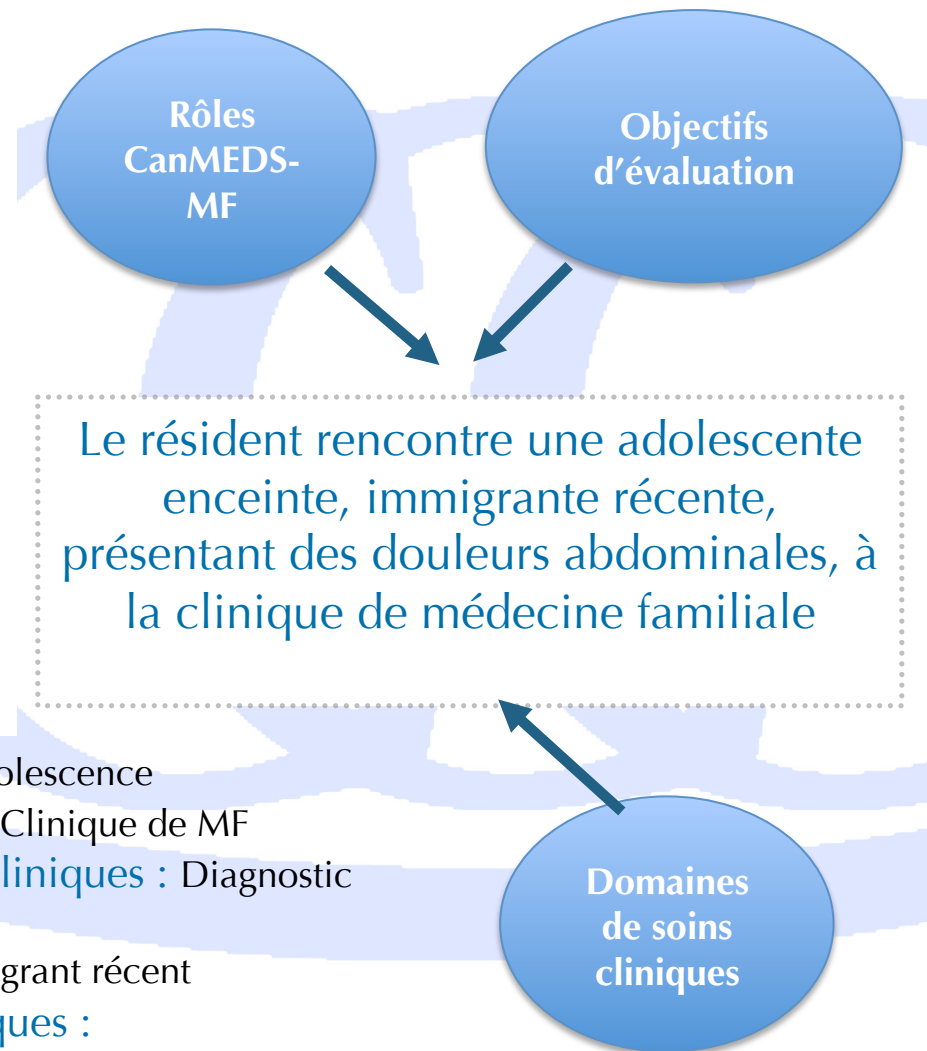 Rôles
CanMEDS-
MF
Objectifs
d'évaluation
Le résident rencontre une adolescente
enceinte, immigrante récente,
présentant des douleurs abdominales, à
la clinique de médecine familiale
olescence
Clinique de MF
liniques : Diagnostic
grant récent
ques :
Domaines
de soins
cliniques